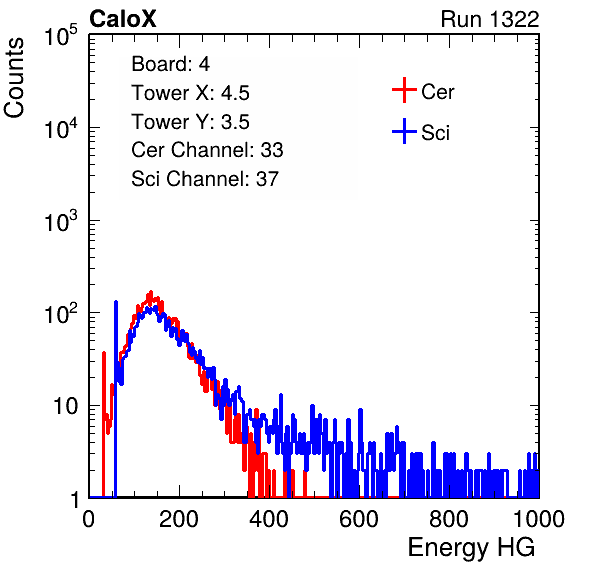 CaloX Run 1322
Counts
10^5
10^4
10^3
10^2
10
1
Board: 4
Tower X: 4.5
Tower Y: 3.5
Cer Channel: 33
Sci Channel: 37
Cer
Sci
0 200 400 600 800 1000
Energy HG